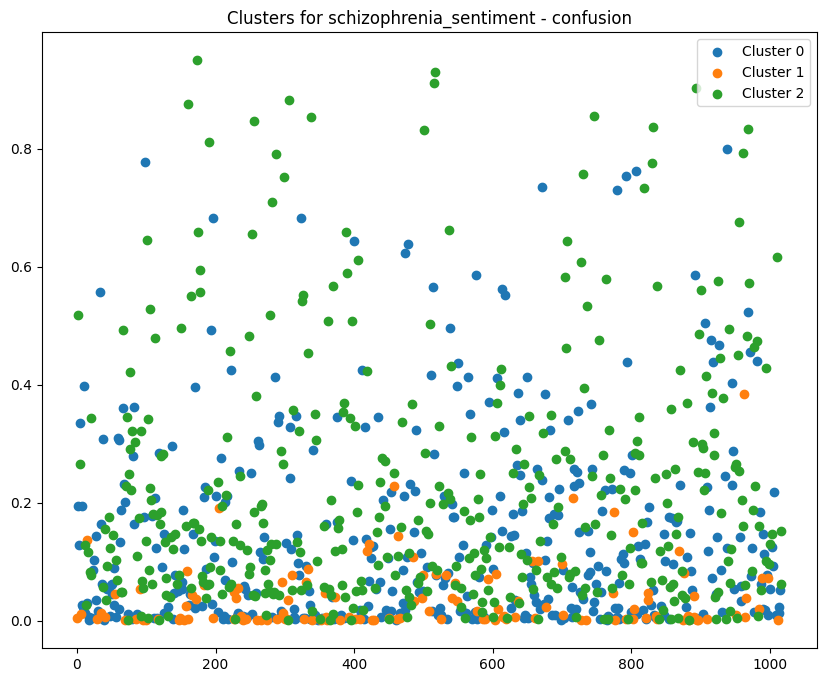 Clusters for schizophrenia_sentiment - confusion
Cluster 0
Cluster 1
Cluster 2
0.8
0.6
0.4
0.2
0.0
0 200 400 600 800 1000